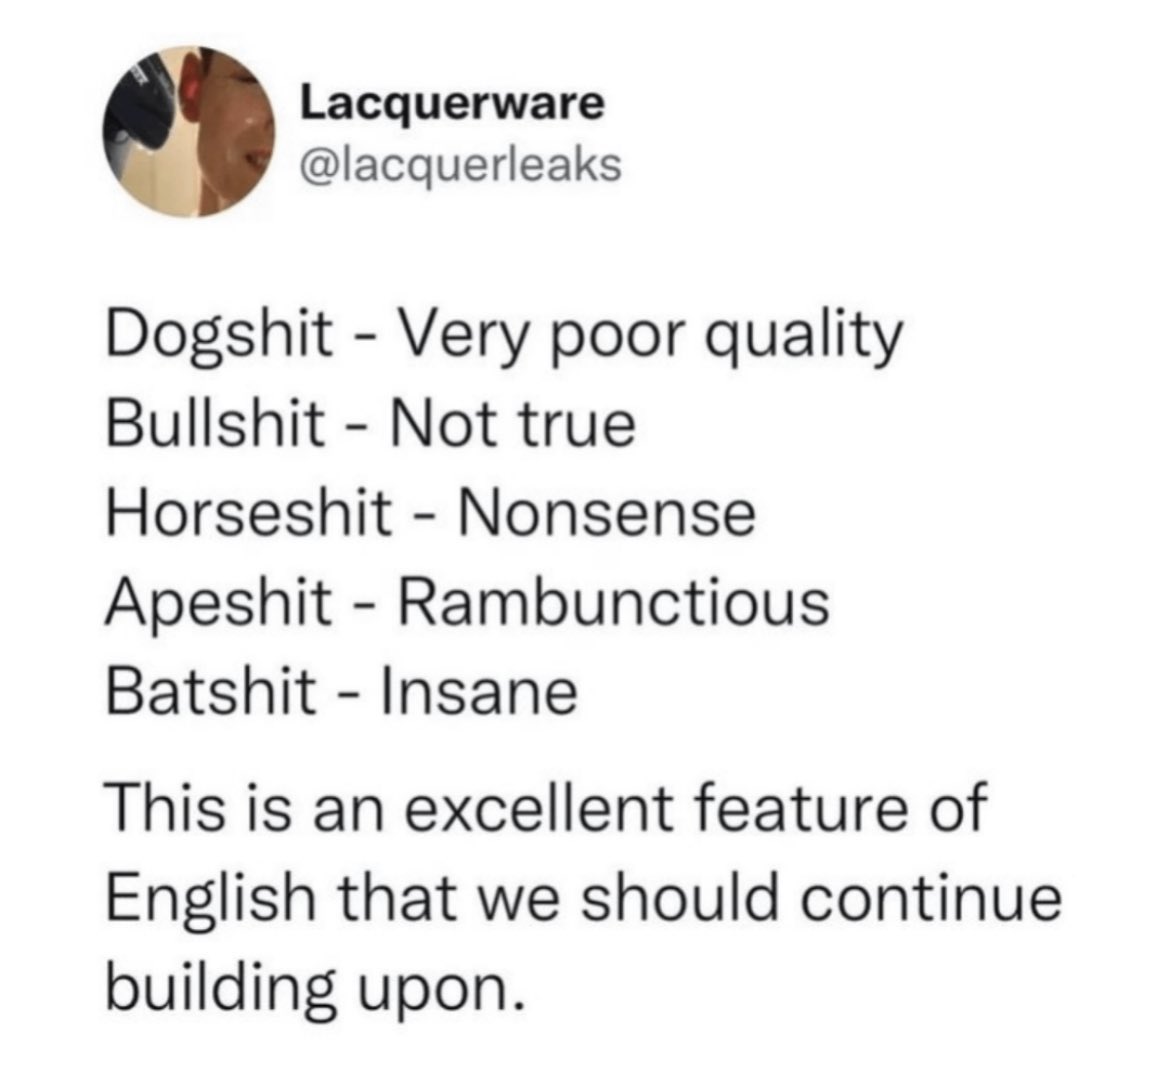 Lacquerware
@lacquerleaks
Dogshit - Very poor quality
Bullshit - Not true
Horseshit - Nonsense
Apeshit - Rambunctious
Batshit - Insane
This is an excellent feature of
English that we should continue
building upon.